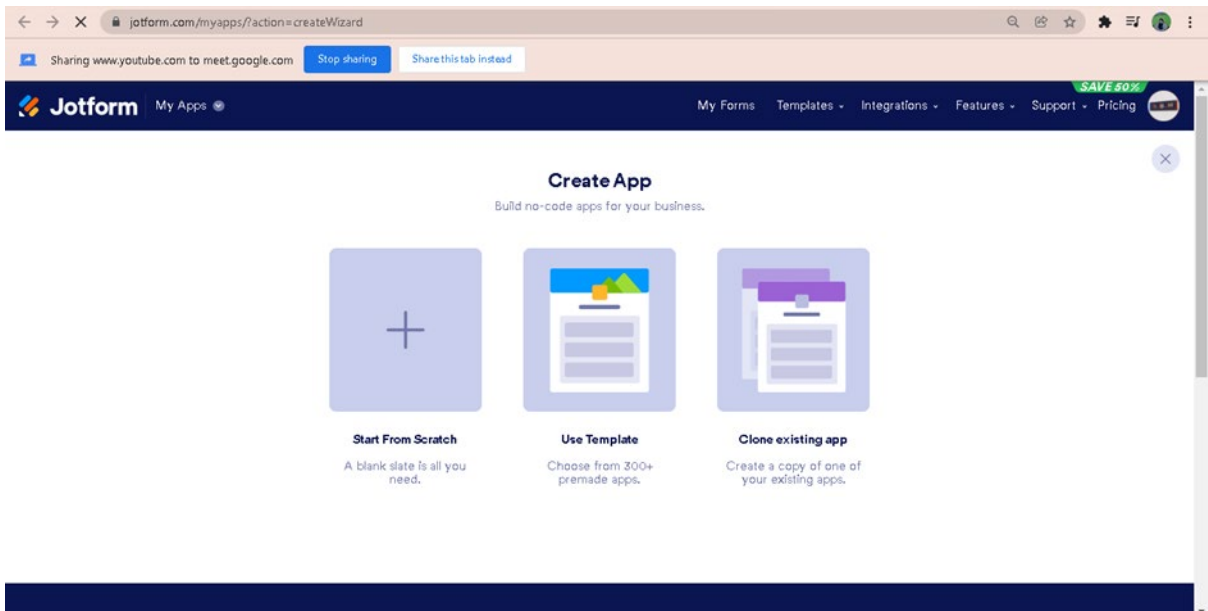 jotform.com/myapps/?action=createWizard
Sharing www.youtube.com to meet.google.com Stop sharing Share this tab instead
SAVE 50%
Jotform My Apps My Forms Templates Integrations Features Support Pricing
Create App
Build no-code apps for your business.
Start From Scratch Use Template Clone existing app
A blank slate is all you Choose from 300+ Create a copy of one of
need. premade apps. your existing apps.